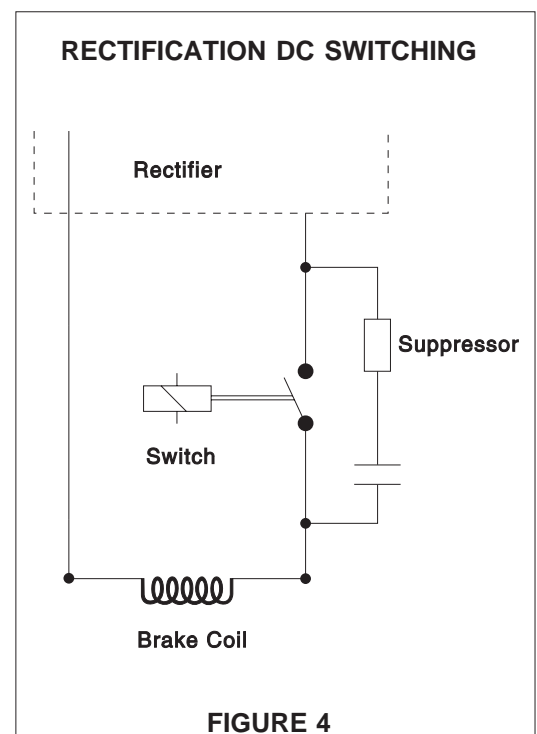 RECTIFICATION DC SWITCHING
Rectifier
Suppressor
Switch
Brake Coil
FIGURE 4